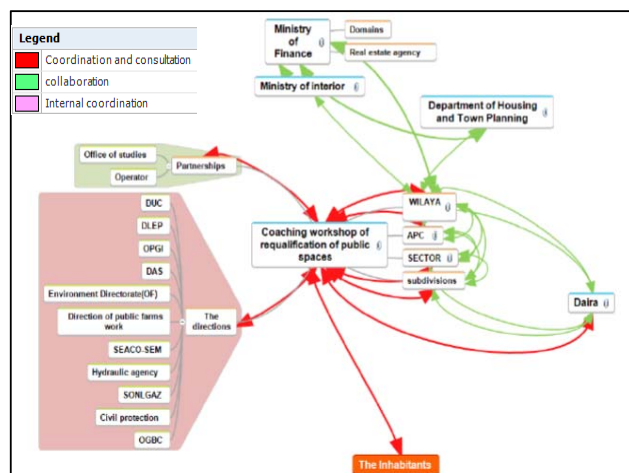 Legend
Coordination and consultation
collaboration
Internal coordination
Ministry
of
Finance
Domains
Real estate agency
Ministry of interior
Department of Housing
and Town Planning
Office of studies
Operator
Partnerships
DUC
DLEP
OPGI
DAS
Environment Directorate(OF)
Direction of public farms
work
SEACO-SEM
Hydraulic agency
SONLGAZ
Civil protection
OGBC
The
directions
Coaching workshop of
requalification of public
spaces
WILAYA
APC
SECTOR
subdivisions
Daira
The Inhabitants